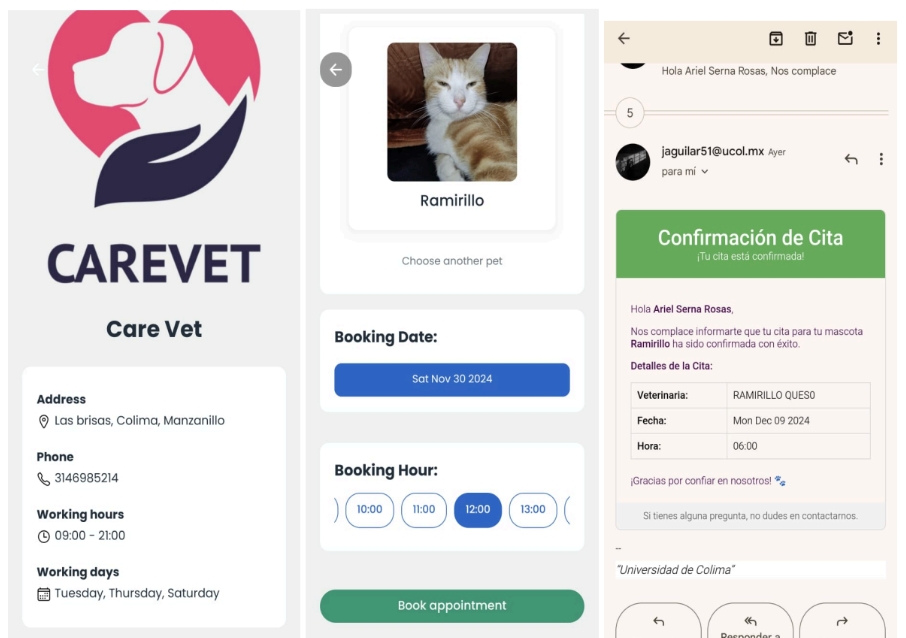 CAREVET
Care Vet
Address
Las brisas, Colima, Manzanillo
Phone
3146985214
Working hours
09:00 - 21:00
Working days
Tuesday, Thursday, Saturday
Ramirillo
Choose another pet
Booking Date:
Sat Nov 30 2024
Booking Hour:
10:00 11:00 12:00 13:00
Book appointment
Hola Ariel Serna Rosas, Nos complace
5
jaguilar51@ucol.mx Ayer
para mí
Confirmación de Cita
¡Tu cita está confirmada!
Hola Ariel Serna Rosas,
Nos complace informarte que tu cita para tu mascota
Ramirillo ha sido confirmada con éxito.
Detalles de la Cita:
Veterinaria: RAMIRILLO QUESO
Fecha: Mon Dec 09 2024
Hora: 06:00
¡Gracias por confiar en nosotros! 🐾
Si tienes alguna pregunta, no dudes en contactarnos.
--
"Universidad de Colima"
Responder a